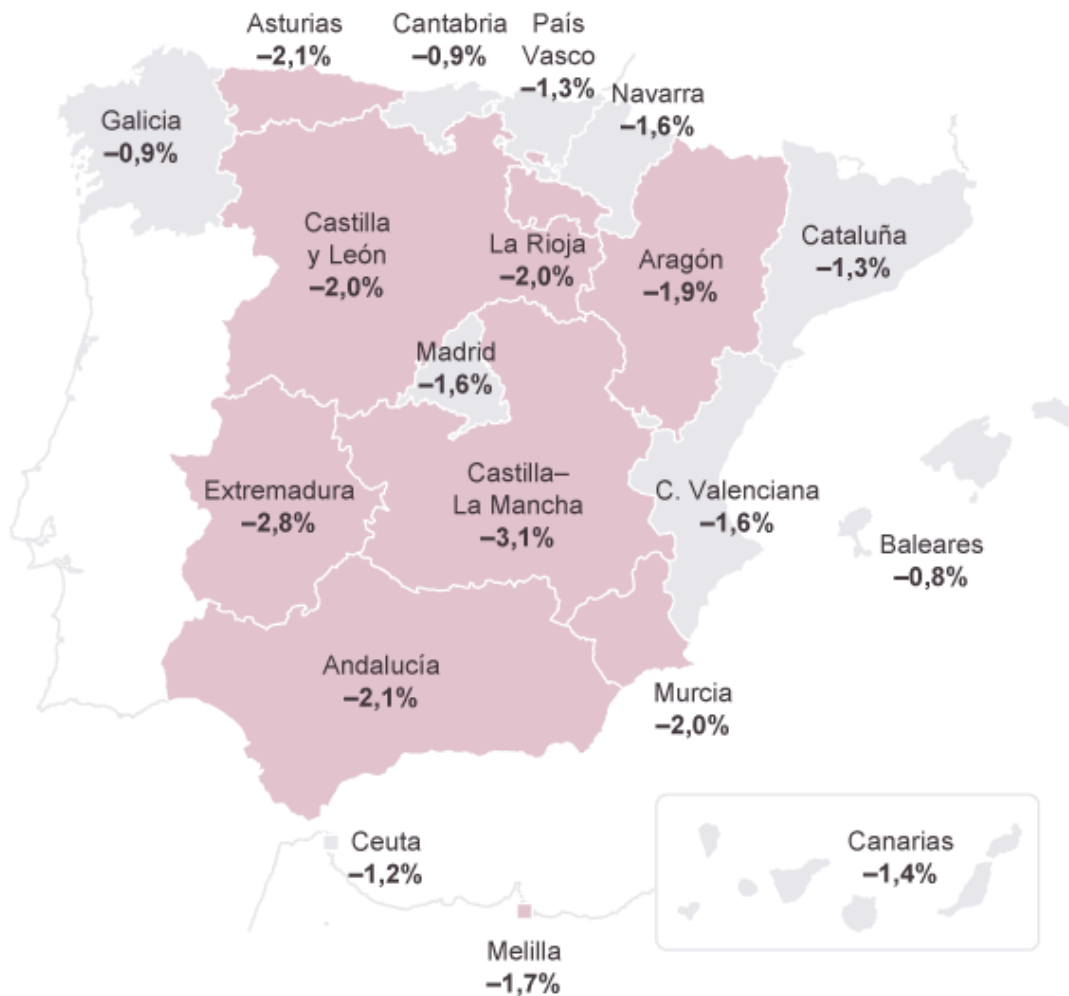 Asturias
–2,1%
Cantabria
–0,9%
País
Vasco
–1,3%
Navarra
–1,6%
Galicia
–0,9%
Castilla
y León
–2,0%
La Rioja
–2,0%
Aragón
–1,9%
Cataluña
–1,3%
Madrid
–1,6%
Extremadura
–2,8%
Castilla–
La Mancha
–3,1%
C. Valenciana
–1,6%
Baleares
–0,8%
Andalucía
–2,1%
Murcia
–2,0%
Ceuta
–1,2%
Canarias
–1,4%
Melilla
–1,7%